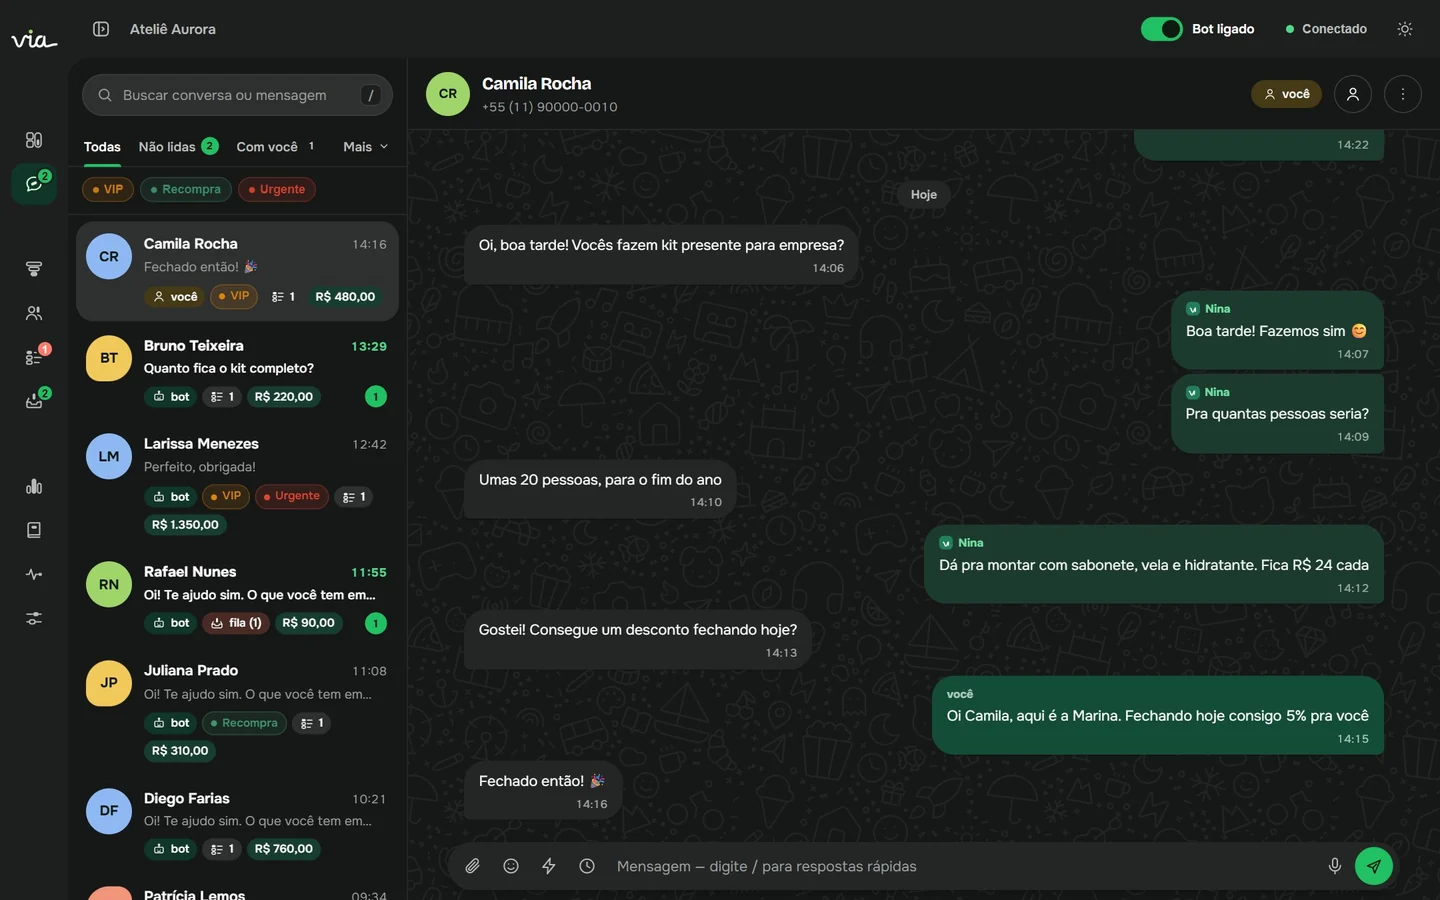 via
Ateliê Aurora
Bot ligado
Conectado
Buscar conversa ou mensagem /
Todas
Não lidas 2
Com você 1
Mais
VIP
Recompra
Urgente
2
1
2
CR
Camila Rocha 14:16
Fechado então! 🎉
você VIP 1 R$ 480,00
BT
Bruno Teixeira 13:29
Quanto fica o kit completo?
bot 1 R$ 220,00 1
LM
Larissa Menezes 12:42
Perfeito, obrigada!
bot VIP Urgente 1
R$ 1.350,00
RN
Rafael Nunes 11:55
Oi! Te ajudo sim. O que você tem em...
bot fila (1) R$ 90,00 1
JP
Juliana Prado 11:08
Oi! Te ajudo sim. O que você tem em...
bot Recompra 1
R$ 310,00
DF
Diego Farias 10:21
Oi! Te ajudo sim. O que você tem em...
bot 1 R$ 760,00
Patrícia Lemos 09:34
CR
Camila Rocha
+55 (11) 90000-0010
você
14:22
Hoje
Oi, boa tarde! Vocês fazem kit presente para empresa?
14:06
Nina
Boa tarde! Fazemos sim 😊
14:07
Nina
Pra quantas pessoas seria?
14:09
Umas 20 pessoas, para o fim do ano
14:10
Nina
Dá pra montar com sabonete, vela e hidratante. Fica R$ 24 cada
14:12
Gostei! Consegue um desconto fechando hoje?
14:13
você
Oi Camila, aqui é a Marina. Fechando hoje consigo 5% pra você
14:15
Fechado então! 🎉
14:16
Mensagem — digite / para respostas rápidas